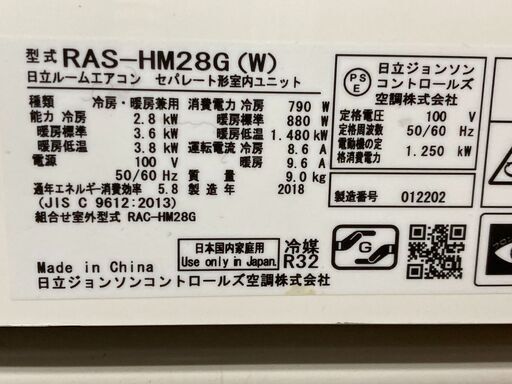 型式 RAS-HM28G(W)
日立ルームエアコン セパレート形室内ユニット
種類 冷房・暖房兼用 消費電力 冷房 790 W
能力 冷房 2.8 kW 暖房標準 880 W
暖房標準 3.6 kW 暖房低温 1.480 kW
暖房低温 3.8 kW 運転電流 冷房 8.6 A
電源 100 V 暖房 9.6 A
50/60 Hz 質量 9.0 kg
通年エネルギー消費効率 5.8 製造年 2018
(JIS C 9612:2013)
組合せ室外型式 RAC-HM28G
日本国内家庭用
Use only in Japan.
冷媒
R32
Made in China
日立ジョンソンコントロールズ空調株式会社
PS
E
日立ジョンソン
コントロールズ
空調株式会社
定格電圧 100 V
定格周波数 50/60 Hz
電動機の定
格消費電力 1.250 kW
製造番号 012202
G